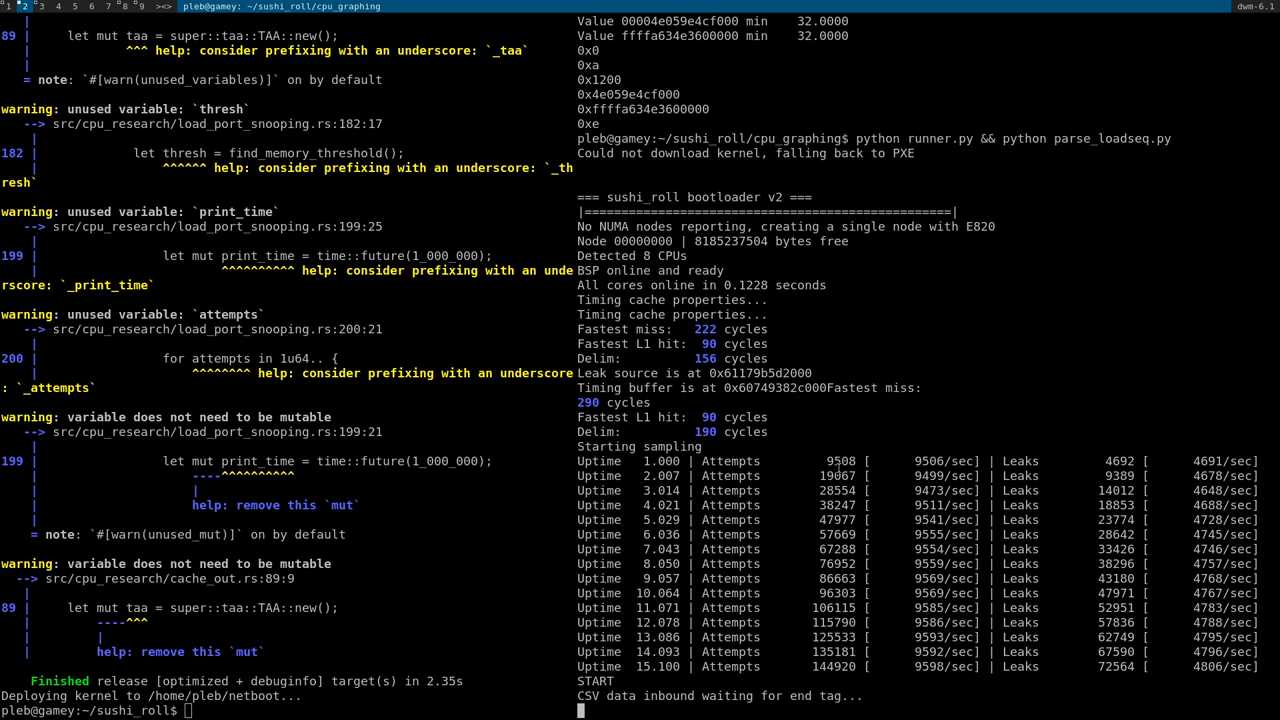 1 2 3 4 5 6 7 8 9 ><> pleb@gamey: ~/sushi_roll/cpu_graphing dwm-6.1
|
89 | let mut taa = super::taa::TAA::new();
| ^^^ help: consider prefixing with an underscore: `_taa`
|
= note: `#[warn(unused_variables)]` on by default
warning: unused variable: `thresh`
--> src/cpu_research/load_port_snooping.rs:182:17
|
182 | let thresh = find_memory_threshold();
| ^^^^^^ help: consider prefixing with an underscore: `_th
resh`
warning: unused variable: `print_time`
--> src/cpu_research/load_port_snooping.rs:199:25
|
199 | let mut print_time = time::future(1_000_000);
| ^^^^^^^^^^ help: consider prefixing with an unde
rscore: `_print_time`
warning: unused variable: `attempts`
--> src/cpu_research/load_port_snooping.rs:200:21
|
200 | for attempts in 1u64.. {
| ^^^^^^^^ help: consider prefixing with an underscore
: `_attempts`
warning: variable does not need to be mutable
--> src/cpu_research/load_port_snooping.rs:199:21
|
199 | let mut print_time = time::future(1_000_000);
| ----^^^^^^^^^^
| |
| help: remove this `mut`
|
= note: `#[warn(unused_mut)]` on by default
warning: variable does not need to be mutable
--> src/cpu_research/cache_out.rs:89:9
|
89 | let mut taa = super::taa::TAA::new();
| ----^^^
| |
| help: remove this `mut`
Finished release [optimized + debuginfo] target(s) in 2.35s
Deploying kernel to /home/pleb/netboot...
pleb@gamey:~/sushi_roll$
Value 00004e059e4cf000 min 32.0000
Value ffffa634e3600000 min 32.0000
0x0
0xa
0x1200
0x4e059e4cf000
0xffffa634e3600000
0xe
pleb@gamey:~/sushi_roll/cpu_graphing$ python runner.py && python parse_loadseq.py
Could not download kernel, falling back to PXE
=== sushi_roll bootloader v2 ===
|==================================================|
No NUMA nodes reporting, creating a single node with E820
Node 00000000 | 8185237504 bytes free
Detected 8 CPUs
BSP online and ready
All cores online in 0.1228 seconds
Timing cache properties...
Timing cache properties...
Fastest miss: 222 cycles
Fastest L1 hit: 90 cycles
Delim: 156 cycles
Leak source is at 0x61179b5d2000
Timing buffer is at 0x60749382c000Fastest miss:
290 cycles
Fastest L1 hit: 90 cycles
Delim: 190 cycles
Starting sampling
Uptime 1.000 | Attempts 9508 [ 9506/sec] | Leaks 4692 [ 4691/sec]
Uptime 2.007 | Attempts 19067 [ 9499/sec] | Leaks 9389 [ 4678/sec]
Uptime 3.014 | Attempts 28554 [ 9473/sec] | Leaks 14012 [ 4648/sec]
Uptime 4.021 | Attempts 38247 [ 9511/sec] | Leaks 18853 [ 4688/sec]
Uptime 5.029 | Attempts 47977 [ 9541/sec] | Leaks 23774 [ 4728/sec]
Uptime 6.036 | Attempts 57669 [ 9555/sec] | Leaks 28642 [ 4745/sec]
Uptime 7.043 | Attempts 67288 [ 9554/sec] | Leaks 33426 [ 4746/sec]
Uptime 8.050 | Attempts 76952 [ 9559/sec] | Leaks 38296 [ 4757/sec]
Uptime 9.057 | Attempts 86663 [ 9569/sec] | Leaks 43180 [ 4768/sec]
Uptime 10.064 | Attempts 96303 [ 9569/sec] | Leaks 47971 [ 4767/sec]
Uptime 11.071 | Attempts 106115 [ 9585/sec] | Leaks 52951 [ 4783/sec]
Uptime 12.078 | Attempts 115790 [ 9586/sec] | Leaks 57836 [ 4788/sec]
Uptime 13.086 | Attempts 125533 [ 9593/sec] | Leaks 62749 [ 4795/sec]
Uptime 14.093 | Attempts 135181 [ 9592/sec] | Leaks 67590 [ 4796/sec]
Uptime 15.100 | Attempts 144920 [ 9598/sec] | Leaks 72564 [ 4806/sec]
START
CSV data inbound waiting for end tag...